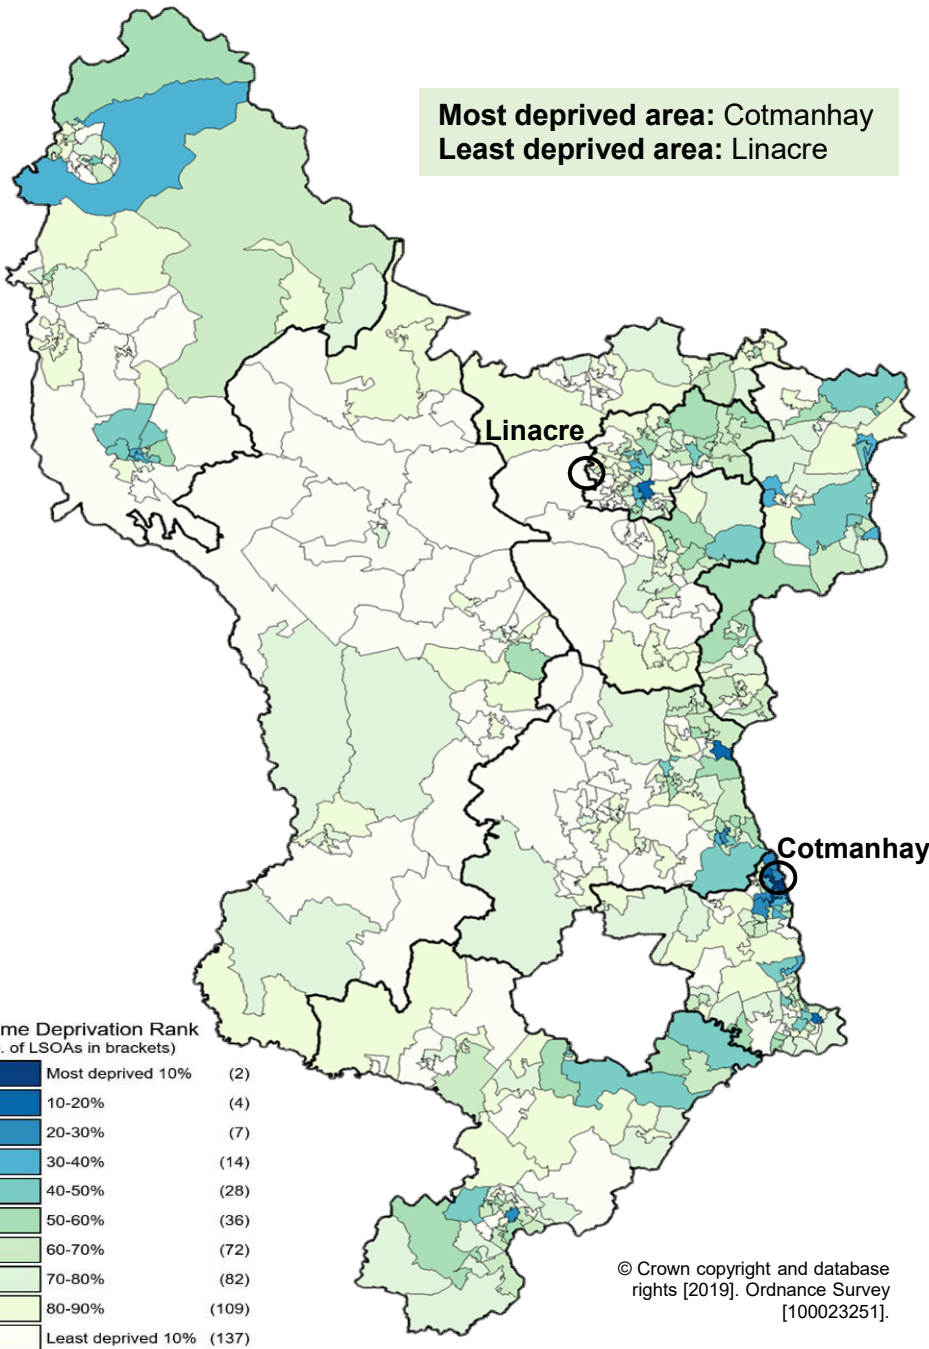 Most deprived area: Cotmanhay
Least deprived area: Linacre
Linacre
Cotmanhay
me Deprivation Rank
. of LSOAs in brackets)
Most deprived 10% (2)
10-20% (4)
20-30% (7)
30-40% (14)
40-50% (28)
50-60% (36)
60-70% (72)
70-80% (82)
80-90% (109)
Least deprived 10% (137)
© Crown copyright and database
rights [2019]. Ordnance Survey
[100023251].